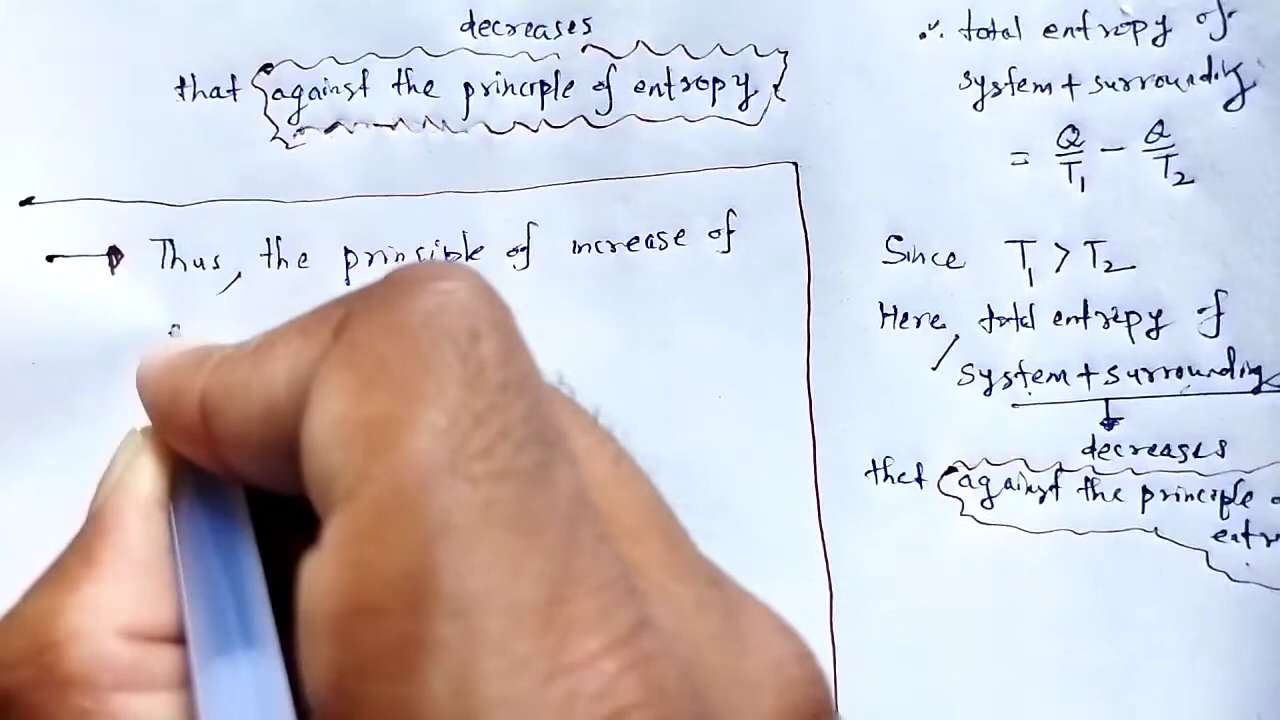 decreases
that against the principle of entropy
Thus, the principle of increase of
∴ total entropy of
system + surrounding
= Q/T1 - Q/T2
Since T1 > T2
Here, total entropy of
system + surrounding
decreases
that against the principle